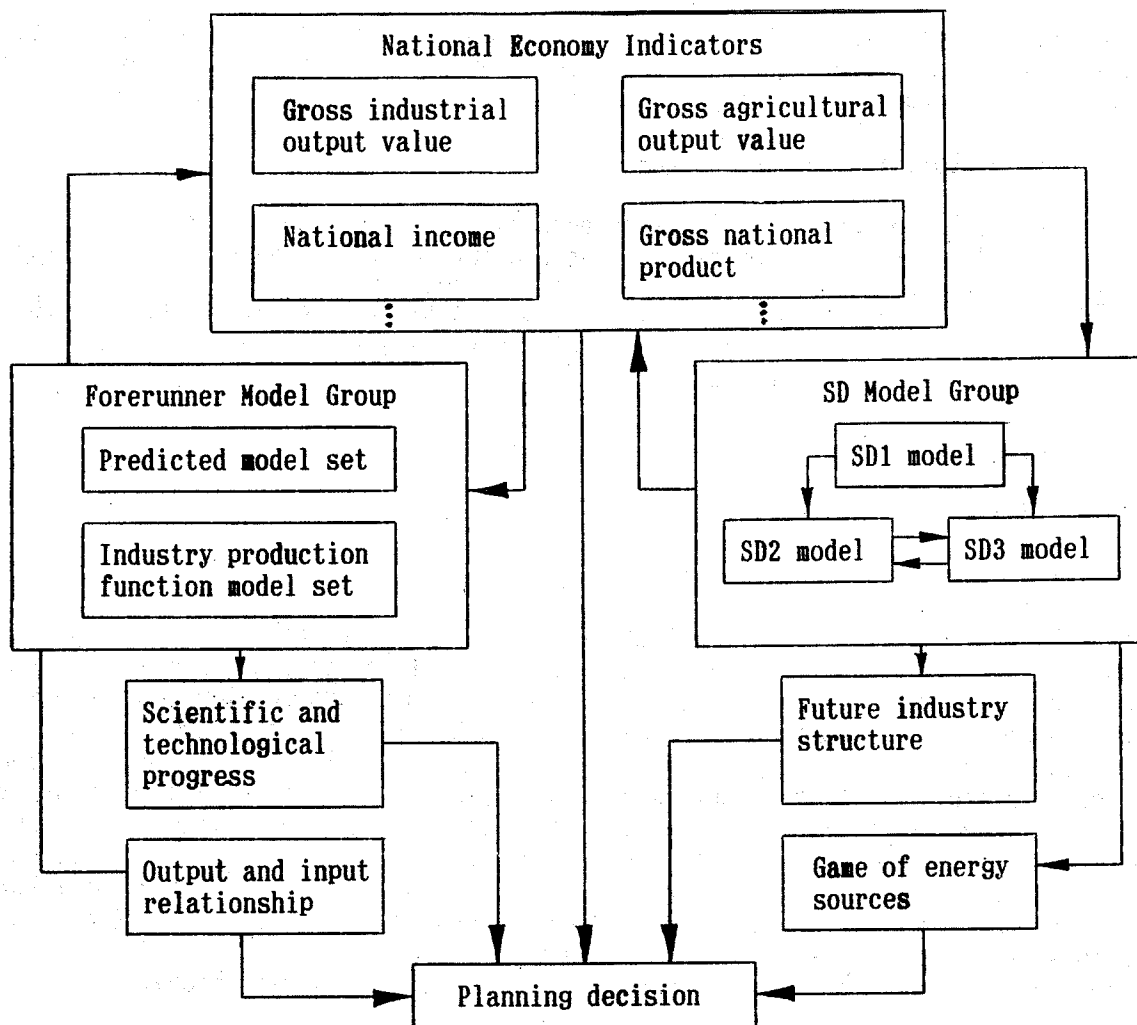 National Economy Indicators
Gross industrial
output value
Gross agricultural
output value
National income
Gross national
product
Forerunner Model Group
Predicted model set
Industry production
function model set
SD Model Group
SD1 model
SD2 model
SD3 model
Scientific and
technological
progress
Future industry
structure
Output and input
relationship
Game of energy
sources
Planning decision